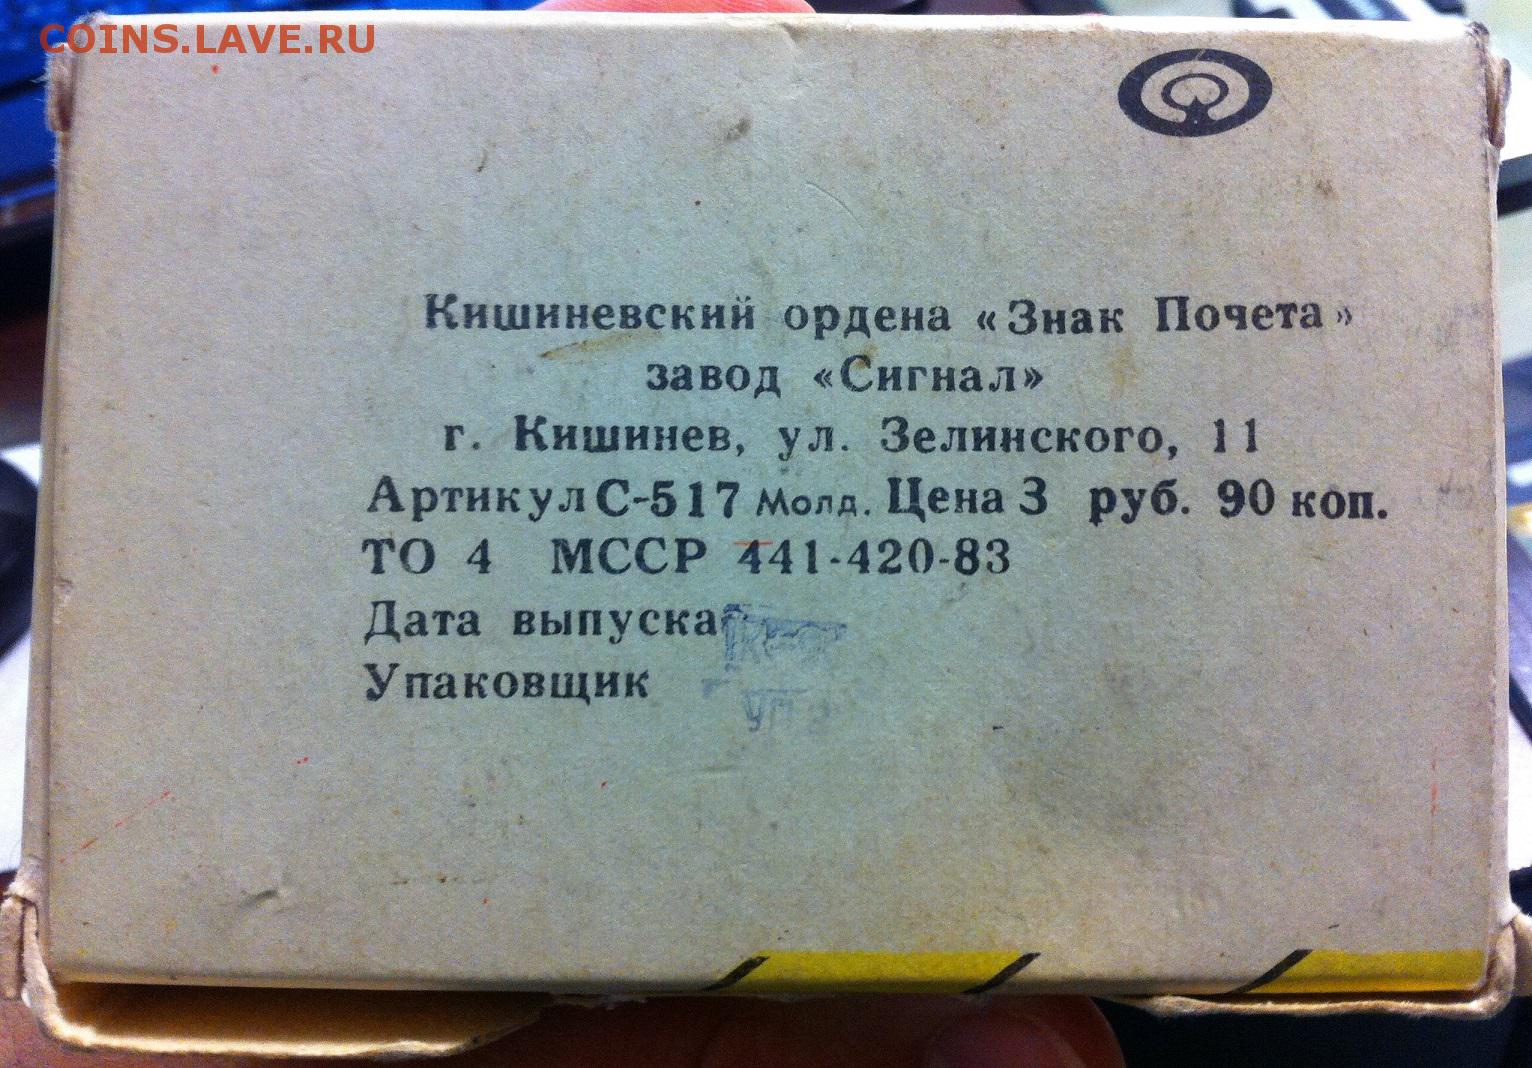 COINS.LAVE.RU
Кишиневский ордена «Знак Почета»
завод «Сигнал»
г. Кишинев, ул. Зелинского, 11
Артикул С-517 Молд. Цена 3 руб. 90 коп.
ТО 4 МССР 441-420-83
Дата выпуска
Упаковщик